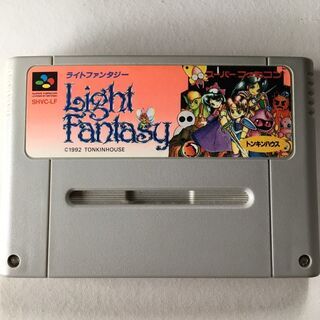 SHVC-LF
ライトファンタジー
スーパーファミコン
Light
Fantasy
©1992 TONKINHOUSE
トンキンハウス